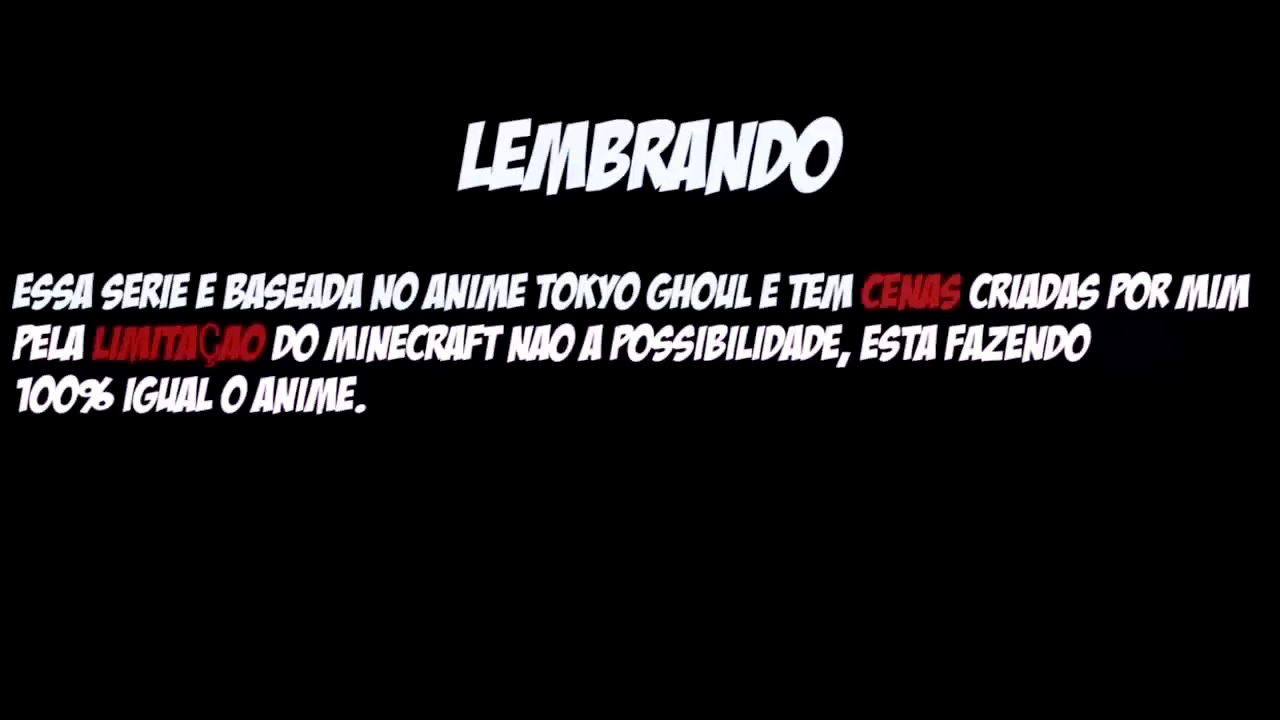 LEMBRANDO
ESSA SERIE E BASEADA NO ANIME TOKYO GHOUL E TEM CENAS CRIADAS POR MIM
PELA LIMITAÇAO DO MINECRAFT NAO A POSSIBILIDADE, ESTA FAZENDO
100% IGUAL O ANIME.